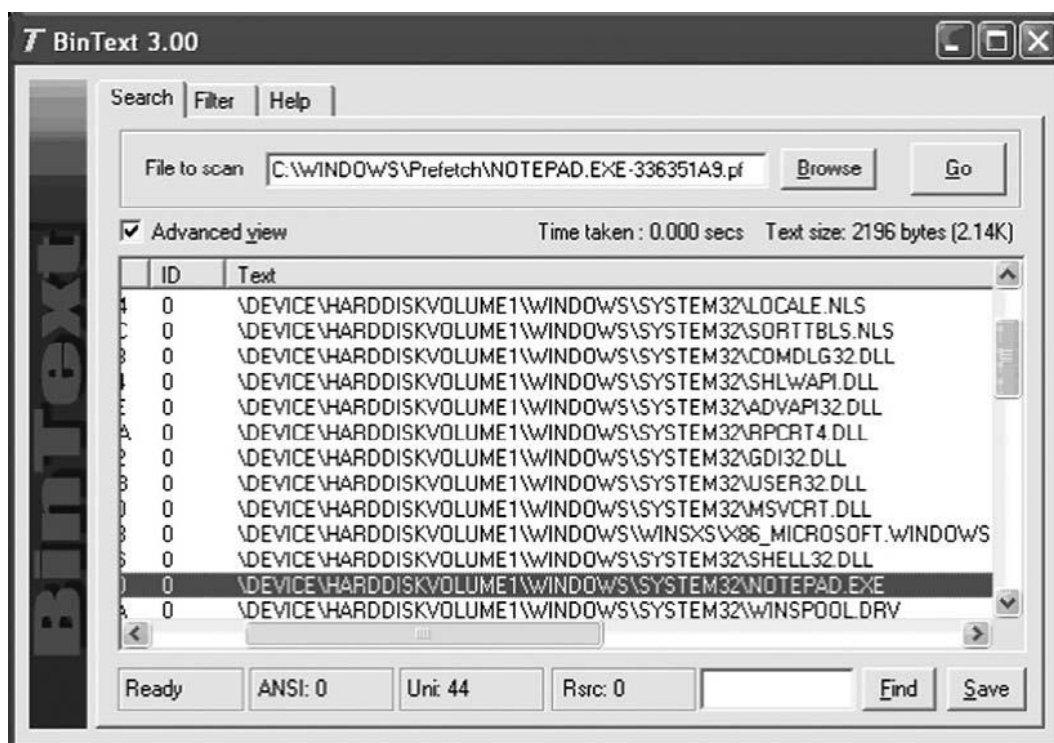 BinText 3.00
Search Filter Help
File to scan C:\WINDOWS\Prefetch\NOTEPAD.EXE-336351A9.pf Browse Go
Advanced view Time taken : 0.000 secs Text size: 2196 bytes (2.14K)
ID Text
4 0 \DEVICE\HARDDISKVOLUME1\WINDOWS\SYSTEM32\LOCALE.NLS
C 0 \DEVICE\HARDDISKVOLUME1\WINDOWS\SYSTEM32\SORTTBLS.NLS
0 \DEVICE\HARDDISKVOLUME1\WINDOWS\SYSTEM32\COMDLG32.DLL
4 0 \DEVICE\HARDDISKVOLUME1\WINDOWS\SYSTEM32\SHLWAPI.DLL
E 0 \DEVICE\HARDDISKVOLUME1\WINDOWS\SYSTEM32\ADVAPI32.DLL
A 0 \DEVICE\HARDDISKVOLUME1\WINDOWS\SYSTEM32\RPCRT4.DLL
0 \DEVICE\HARDDISKVOLUME1\WINDOWS\SYSTEM32\GDI32.DLL
0 \DEVICE\HARDDISKVOLUME1\WINDOWS\SYSTEM32\USER32.DLL
0 \DEVICE\HARDDISKVOLUME1\WINDOWS\SYSTEM32\MSVCRT.DLL
0 \DEVICE\HARDDISKVOLUME1\WINDOWS\WINSXS\X86_MICROSOFT.WINDOWS
0 \DEVICE\HARDDISKVOLUME1\WINDOWS\SYSTEM32\SHELL32.DLL
0 \DEVICE\HARDDISKVOLUME1\WINDOWS\SYSTEM32\NOTEPAD.EXE
A 0 \DEVICE\HARDDISKVOLUME1\WINDOWS\SYSTEM32\WINSPOOL.DRV
Ready ANSI: 0 Uni: 44 Rsrc: 0 Find Save
BinText